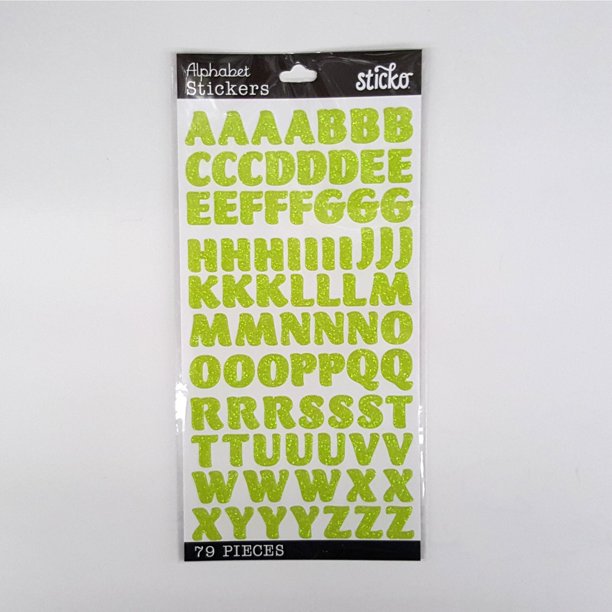 Alphabet
Stickers
sticko
AAAABBB
CCCDDDEE
EEFFFGGG
HHHIIIIJJJ
KKKLLLM
MMNNNO
OOOPPQQ
RRRSSST
TTUUUVV
WWWXX
XYYYZZZ
79 PIECES